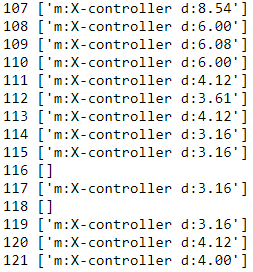 107 ['m:X-controller d:8.54']
108 ['m:X-controller d:6.00']
109 ['m:X-controller d:6.08']
110 ['m:X-controller d:6.00']
111 ['m:X-controller d:4.12']
112 ['m:X-controller d:3.61']
113 ['m:X-controller d:4.12']
114 ['m:X-controller d:3.16']
115 ['m:X-controller d:3.16']
116 []
117 ['m:X-controller d:3.16']
118 []
119 ['m:X-controller d:3.16']
120 ['m:X-controller d:4.12']
121 ['m:X-controller d:4.00']